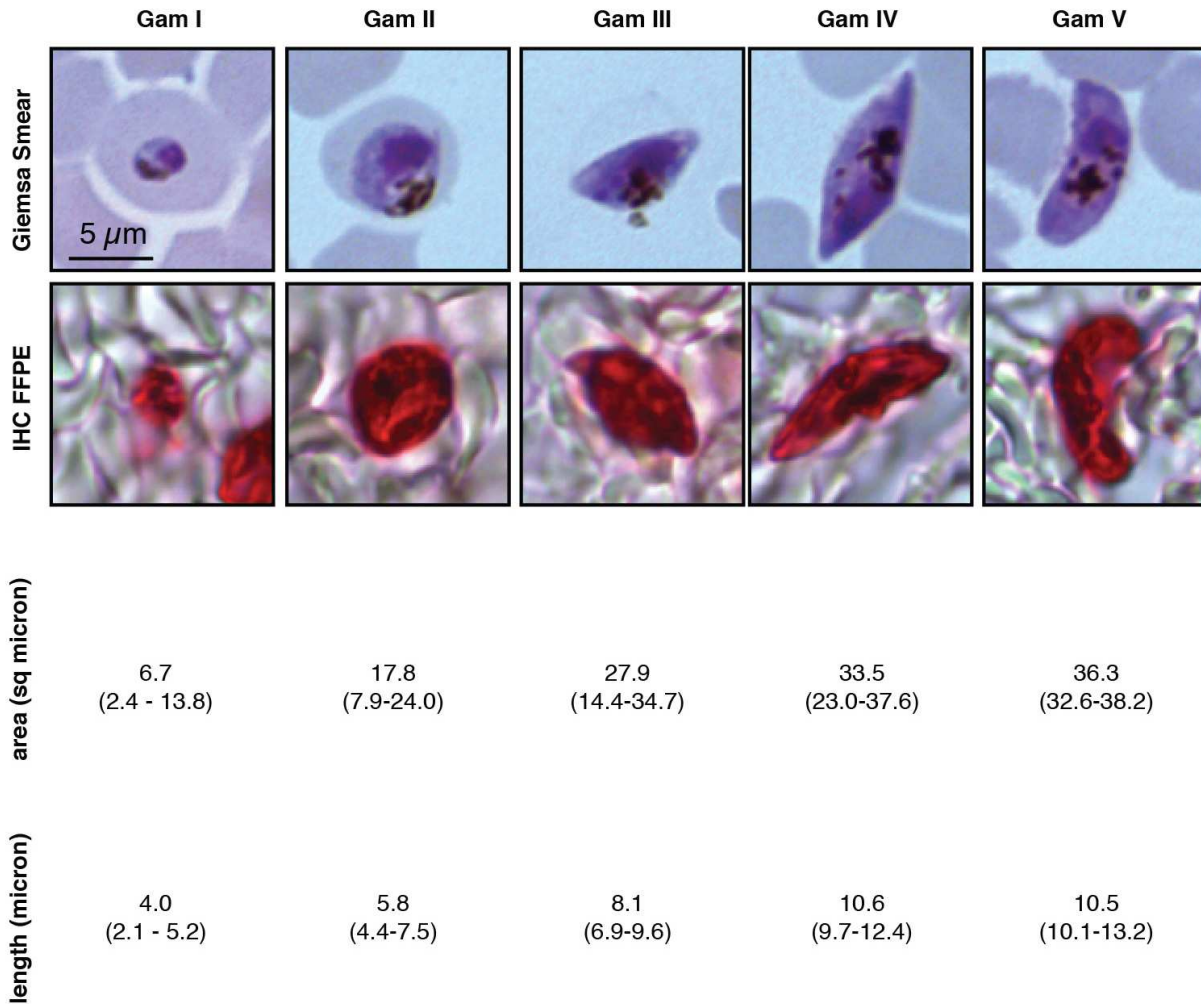 Gam I Gam II Gam III Gam IV Gam V
Giemsa Smear
5 µm
IHC FFPE
area (sq micron)
6.7 17.8 27.9 33.5 36.3
(2.4 - 13.8) (7.9-24.0) (14.4-34.7) (23.0-37.6) (32.6-38.2)
length (micron)
4.0 5.8 8.1 10.6 10.5
(2.1 - 5.2) (4.4-7.5) (6.9-9.6) (9.7-12.4) (10.1-13.2)